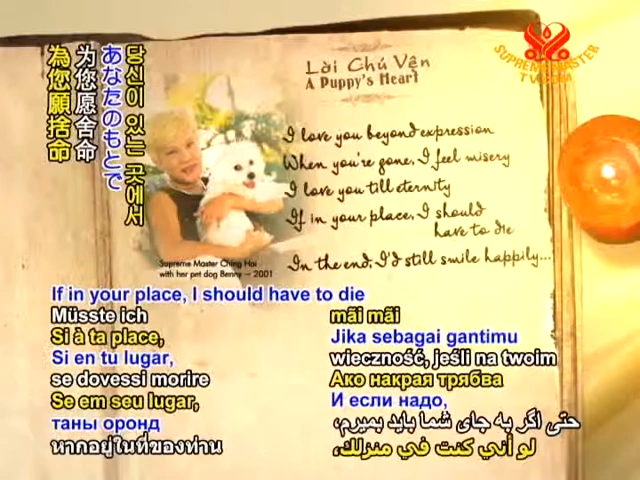 為您願捨命
为您愿舍命
あなたのもとで
당신이 있는 곳에서
SUPREMEMASTER
TV.COM
Lời Chú Vện
A Puppy's Heart
I love you beyond expression
When you're gone, I feel misery
I love you till eternity
If in your place, I should
have to die
In the end, I'd still smile happily...
Supreme Master Ching Hai
with her pet dog Benny – 2001
If in your place, I should have to die
Müsste ich
Si à ta place,
Si en tu lugar,
se dovessi morire
Se em seu lugar,
таны оронд
หากอยู่ในที่ของท่าน
mãi mãi
Jika sebagai gantimu
wieczność, jeśli na twoim
Ако накрая трябва
И если надо,
حتی اگر به جای شما باید بمیرم،
لو أني كنت في منزلك،